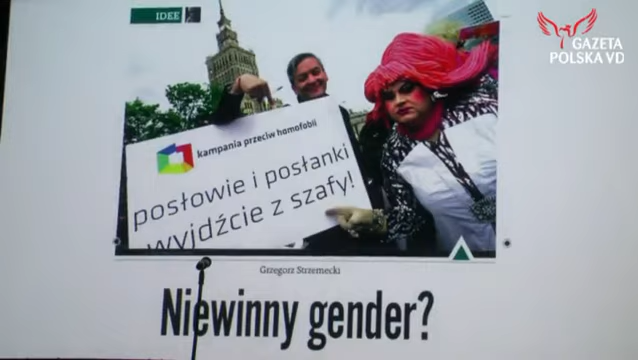 IDEE
GAZETA
POLSKA VD
kampania przeciw homofobii
posłowie i posłanki
wyjdźcie z szafy!
Grzegorz Strzemecki
Niewinny gender?